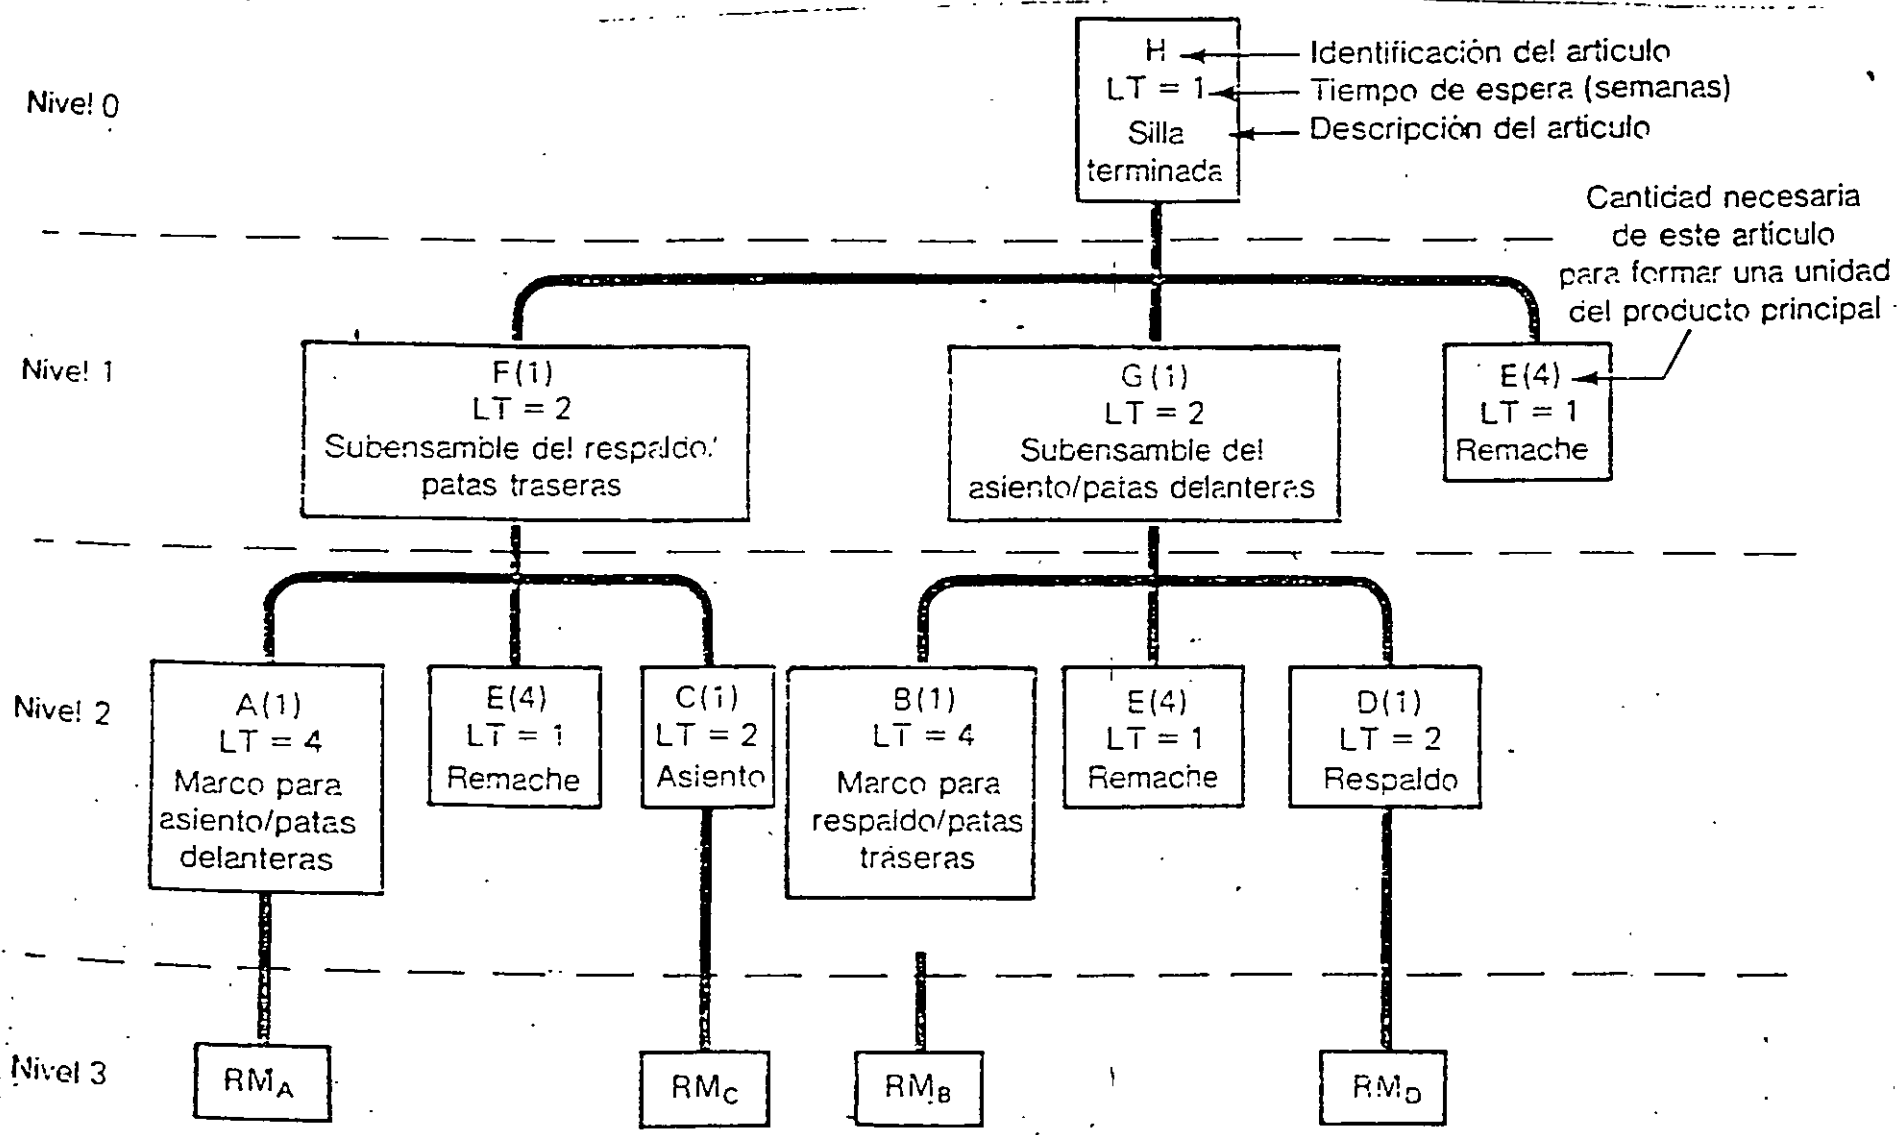 Nivel 0
H
LT = 1
Silla
terminada
Identificación del articulo
Tiempo de espera (semanas)
Descripción del articulo
Cantidad necesaria
de este articulo
para formar una unidad
del producto principal
Nivel 1
F(1)
LT = 2
Subensamble del respaldo/
patas traseras
G(1)
LT = 2
Subensamble del
asiento/patas delanteras
E(4)
LT = 1
Remache
Nivel 2
A(1)
LT = 4
Marco para
asiento/patas
delanteras
E(4)
LT = 1
Remache
C(1)
LT = 2
Asiento
B(1)
LT = 4
Marco para
respaldo/patas
traseras
E(4)
LT = 1
Remache
D(1)
LT = 2
Respaldo
Nivel 3
RMA
RMC
RMB
RMD